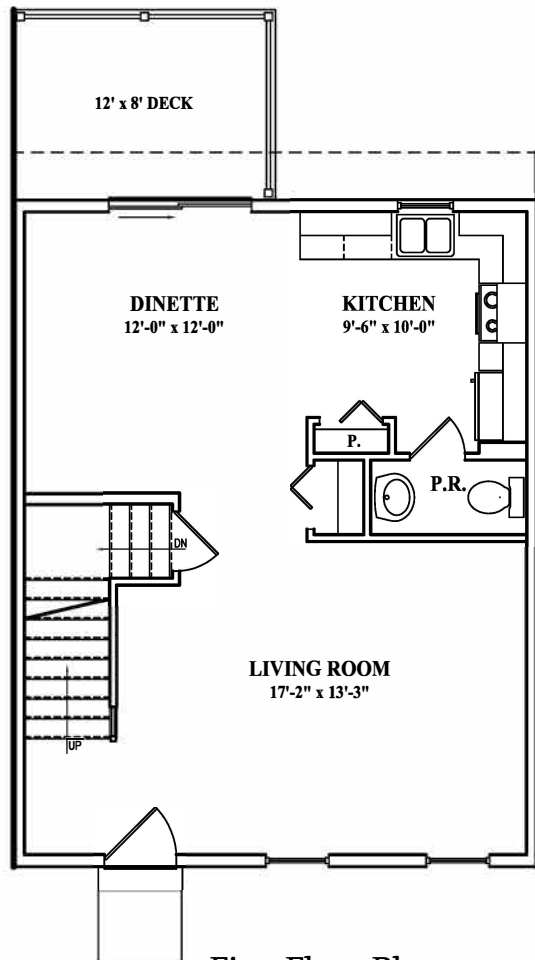 12' x 8' DECK
DINETTE
12'-0" x 12'-0"
KITCHEN
9'-6" x 10'-0"
P.
P.R.
DN
LIVING ROOM
17'-2" x 13'-3"
UP